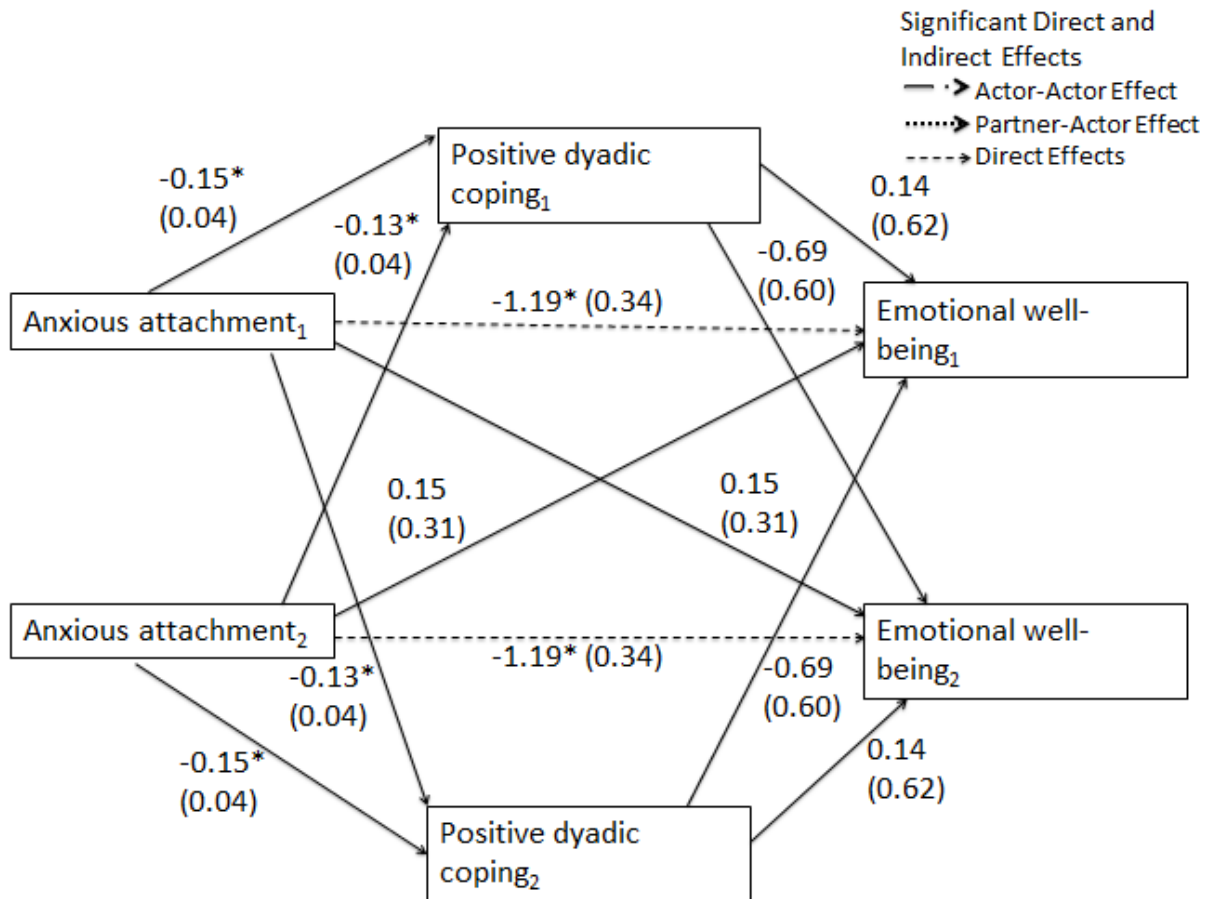 Significant Direct and
Indirect Effects
Actor-Actor Effect
Partner-Actor Effect
Direct Effects
Positive dyadic
coping₁
-0.15*
(0.04)
-0.13*
(0.04)
0.14
(0.62)
-0.69
(0.60)
-1.19* (0.34)
Anxious attachment₁
Emotional well-
being₁
0.15
(0.31)
0.15
(0.31)
Anxious attachment₂
Emotional well-
being₂
-1.19* (0.34)
-0.13*
(0.04)
-0.69
(0.60)
-0.15*
(0.04)
0.14
(0.62)
Positive dyadic
coping₂